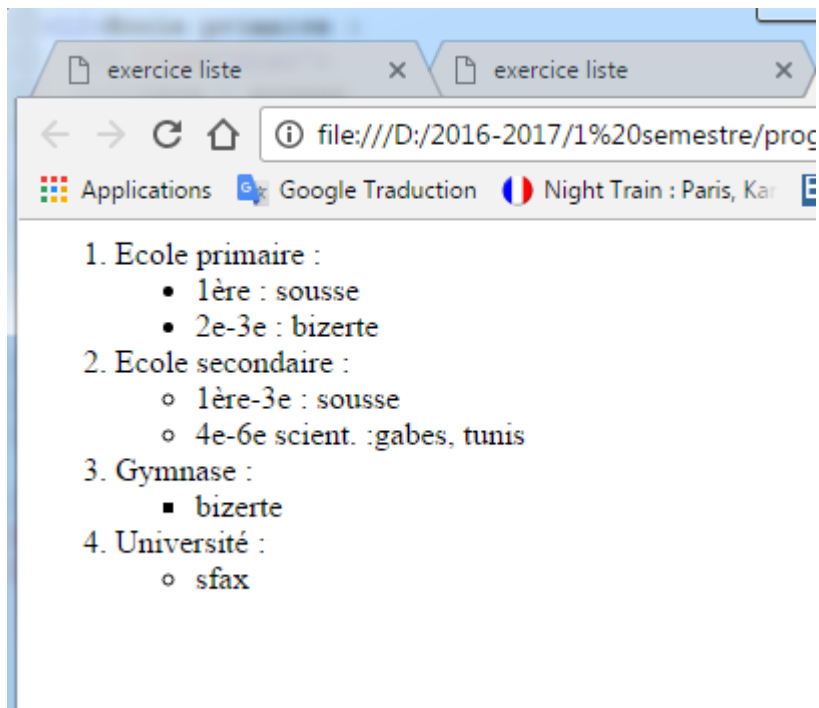 exercice liste
exercice liste
file:///D:/2016-2017/1%20semestre/prog
Applications Google Traduction Night Train : Paris, Kar
1. Ecole primaire :
1ère : sousse
2e-3e : bizerte
2. Ecole secondaire :
1ère-3e : sousse
4e-6e scient. :gabes, tunis
3. Gymnase :
bizerte
4. Université :
sfax